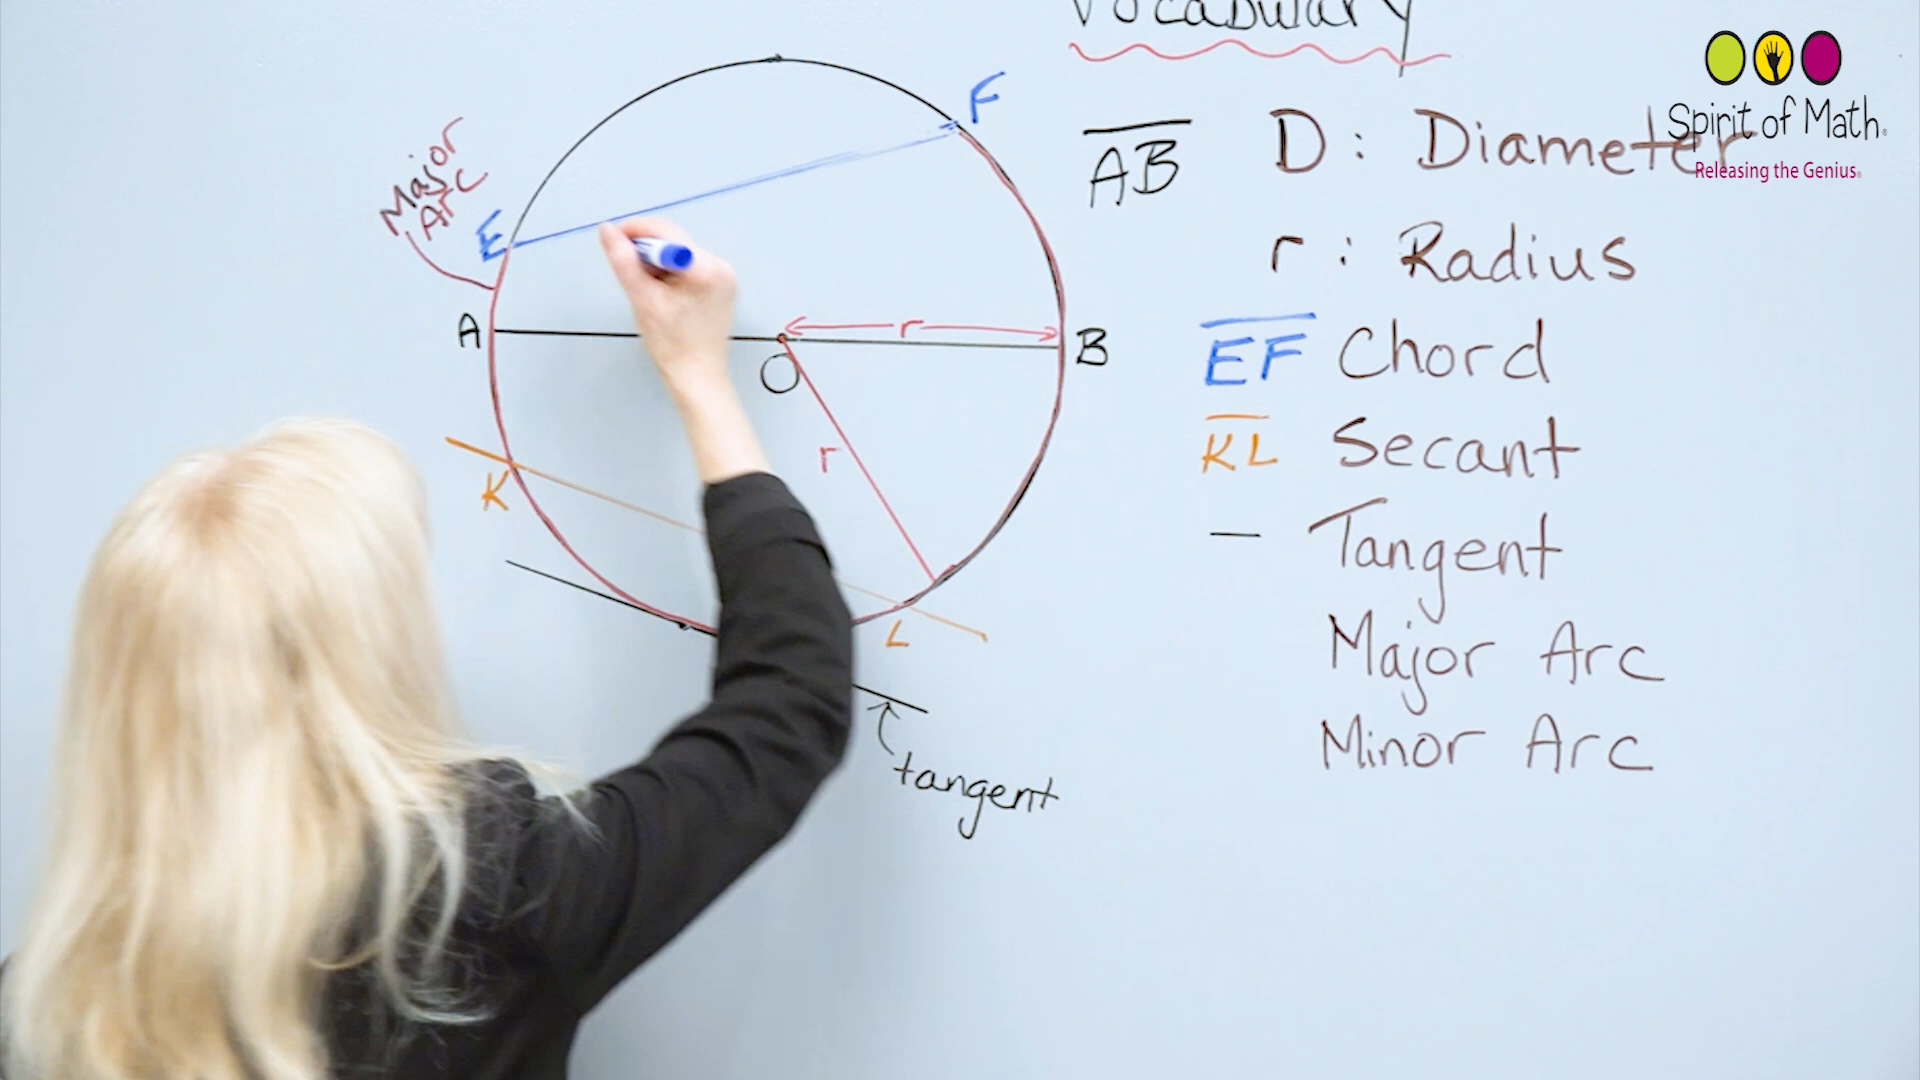 Vocabulary
Spirit of Math
Releasing the Genius
AB D : Diameter
r : Radius
EF Chord
KL Secant
— Tangent
Major Arc
Minor Arc
Major
Arc
F
E
A
r
B
O
r
K
L
tangent